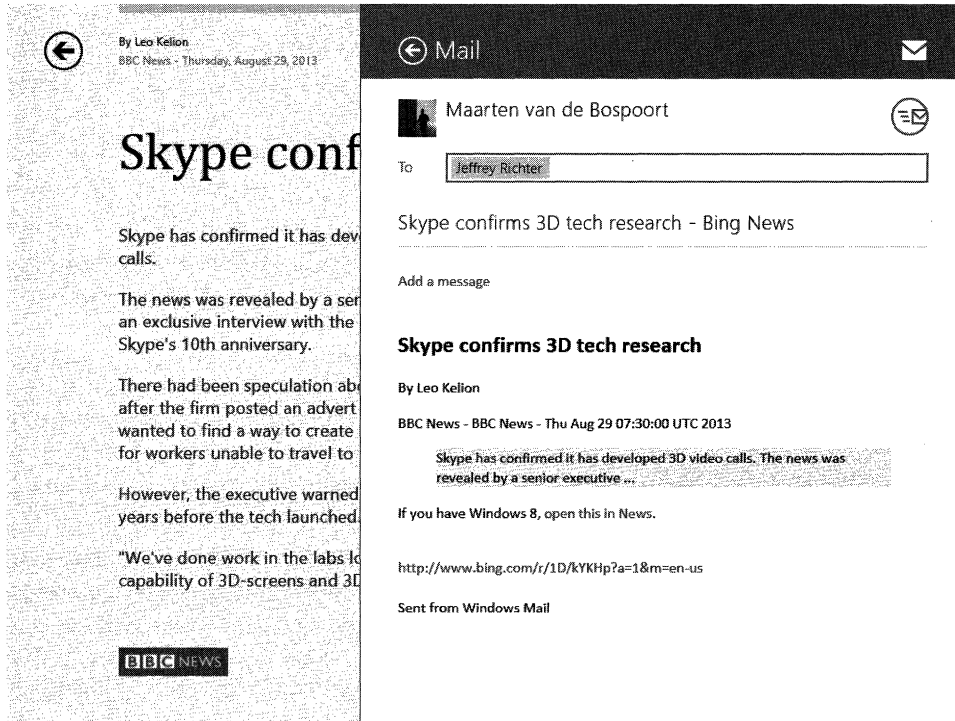 By Leo Kelion
BBC News - Thursday, August 29, 2013
Skype conf
Skype has confirmed it has dev
calls.
The news was revealed by a ser
an exclusive interview with the
Skype's 10th anniversary.
There had been speculation abo
after the firm posted an advert
wanted to find a way to create
for workers unable to travel to
However, the executive warned
years before the tech launched.
"We've done work in the labs lo
capability of 3D-screens and 3D
BBC NEWS
Mail
Maarten van de Bospoort
To Jeffrey Richter
Skype confirms 3D tech research - Bing News
Add a message
Skype confirms 3D tech research
By Leo Kelion
BBC News - BBC News - Thu Aug 29 07:30:00 UTC 2013
Skype has confirmed it has developed 3D video calls. The news was
revealed by a senior executive ...
If you have Windows 8, open this in News.
http://www.bing.com/r/1D/kYKHp?a=1&m=en-us
Sent from Windows Mail